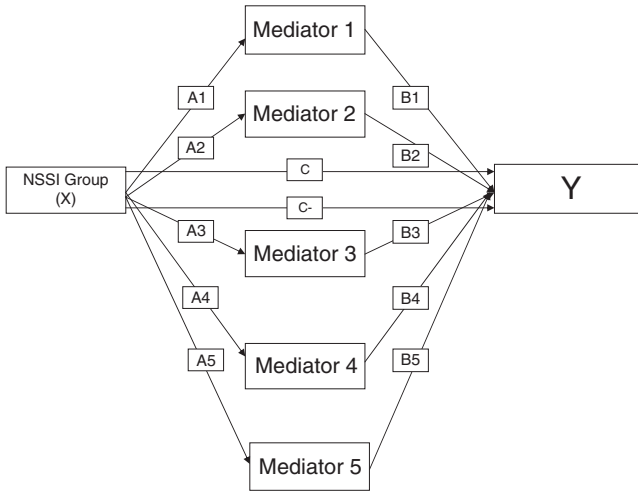 Mediator 1
A1
B1
Mediator 2
A2
B2
C
NSSI Group
(X)
Y
C-
A3
B3
Mediator 3
A4
B4
Mediator 4
A5
B5
Mediator 5